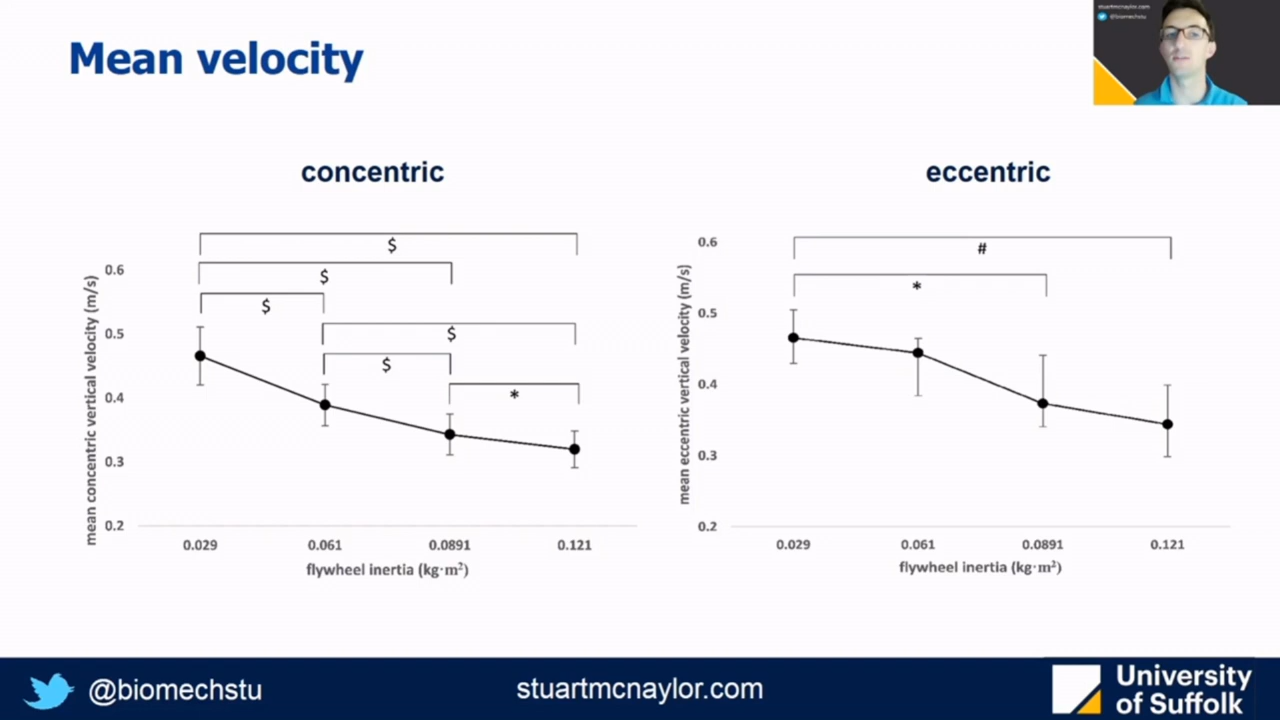 Mean velocity
stuartmcnaylor.com
@biomechstu
concentric
eccentric
$
$
$
$
$
*
#
*
mean concentric vertical velocity (m/s)
0.6
0.5
0.4
0.3
0.2
0.029 0.061 0.0891 0.121
flywheel inertia (kg·m²)
mean eccentric vertical velocity (m/s)
0.6
0.5
0.4
0.3
0.2
0.029 0.061 0.0891 0.121
flywheel inertia (kg·m²)
@biomechstu
stuartmcnaylor.com
University
of Suffolk